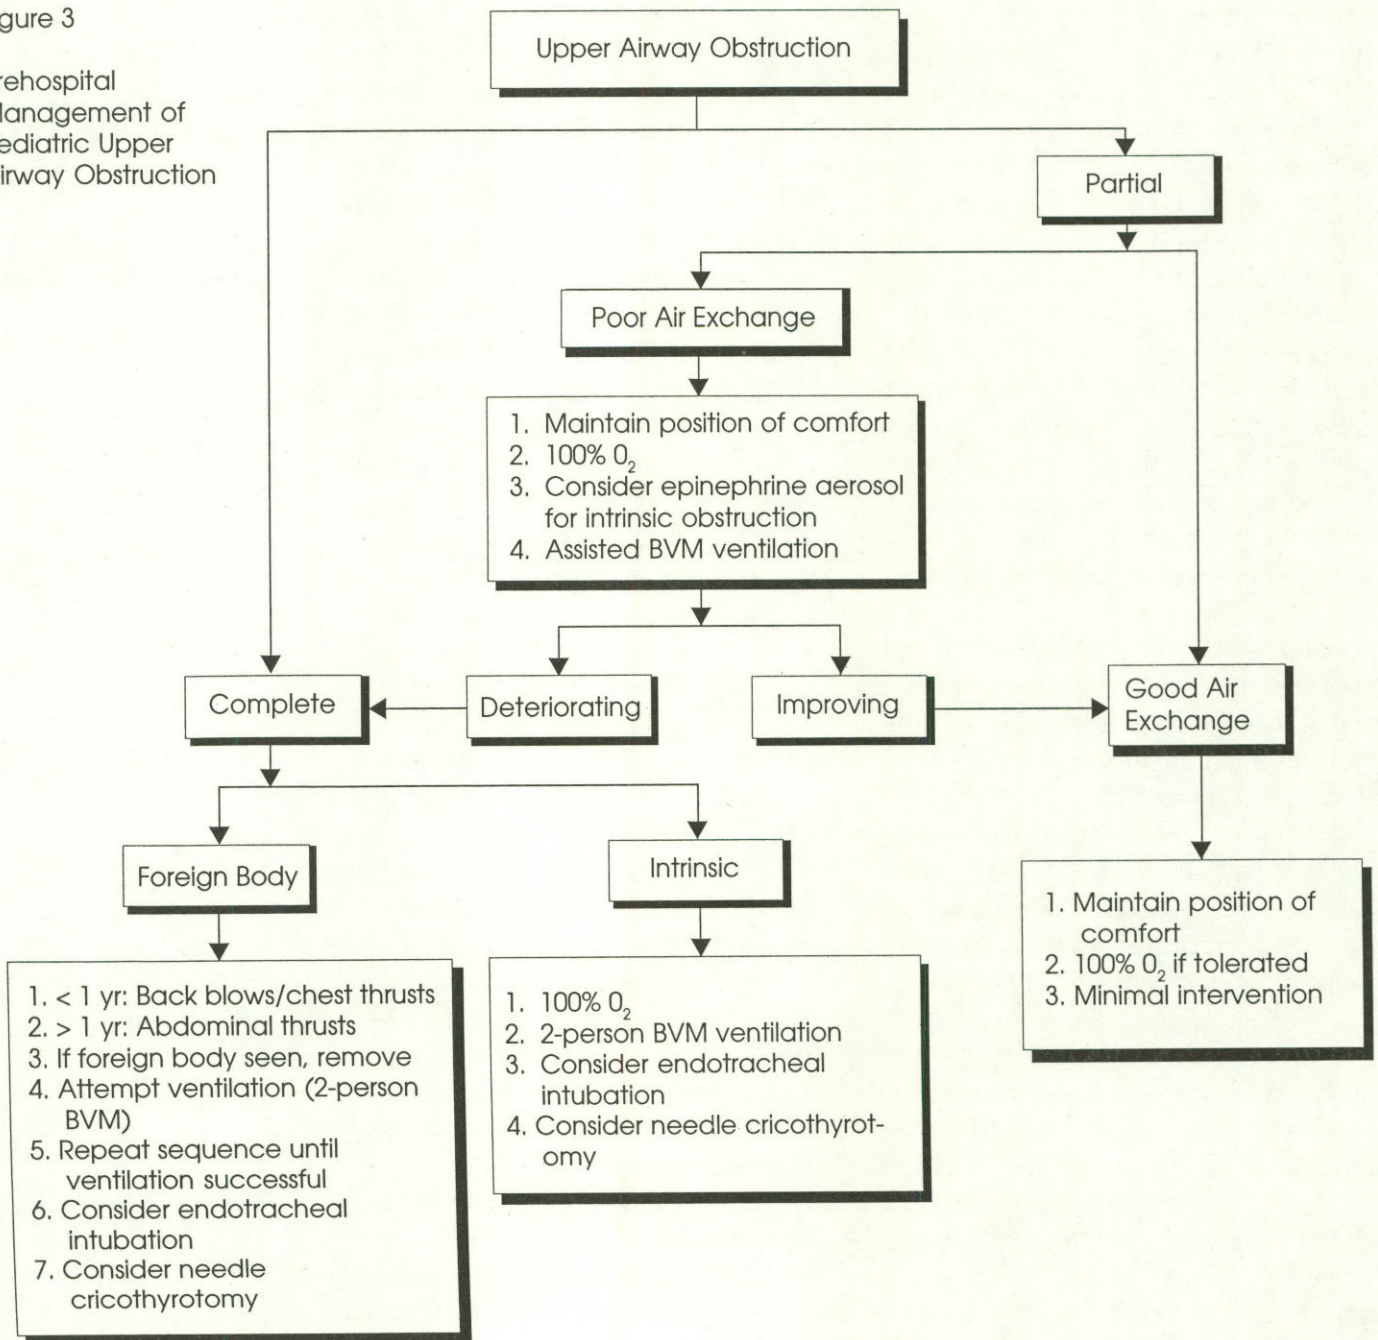 gure 3
rehospital
anagement of
ediatric Upper
irway Obstruction
Upper Airway Obstruction
Partial
Poor Air Exchange
1. Maintain position of comfort
2. 100% O₂
3. Consider epinephrine aerosol
for intrinsic obstruction
4. Assisted BVM ventilation
Complete
Deteriorating
Improving
Good Air
Exchange
Foreign Body
Intrinsic
1. < 1 yr: Back blows/chest thrusts
2. > 1 yr: Abdominal thrusts
3. If foreign body seen, remove
4. Attempt ventilation (2-person
BVM)
5. Repeat sequence until
ventilation successful
6. Consider endotracheal
intubation
7. Consider needle
cricothyrotomy
1. 100% O₂
2. 2-person BVM ventilation
3. Consider endotracheal
intubation
4. Consider needle cricothyrot-
omy
1. Maintain position of
comfort
2. 100% O₂ if tolerated
3. Minimal intervention